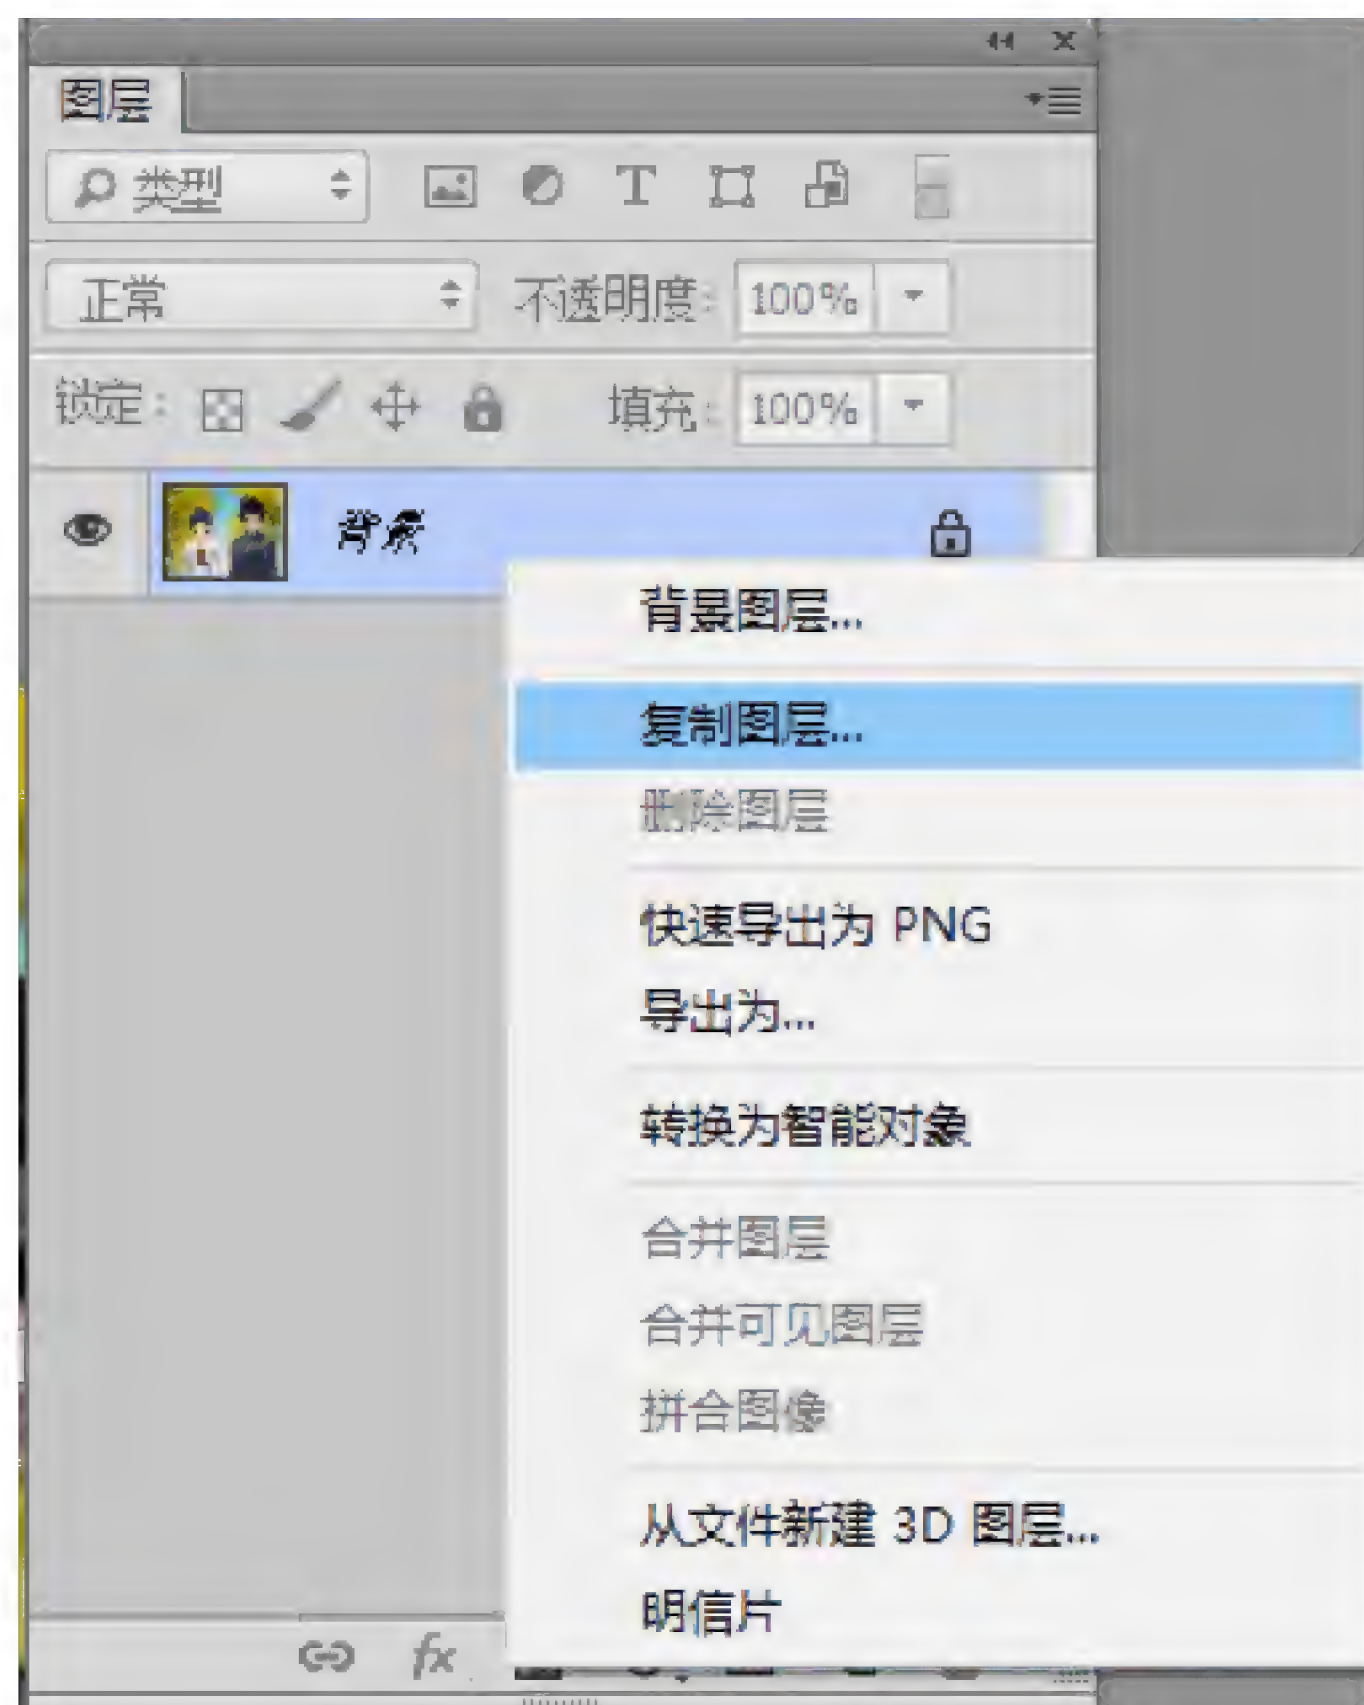 图层
类型
正常 不透明度: 100%
锁定: 填充: 100%
背景
背景图层...
复制图层...
删除图层
快速导出为 PNG
导出为...
转换为智能对象
合并图层
合并可见图层
拼合图像
从文件新建 3D 图层...
明信片
fx